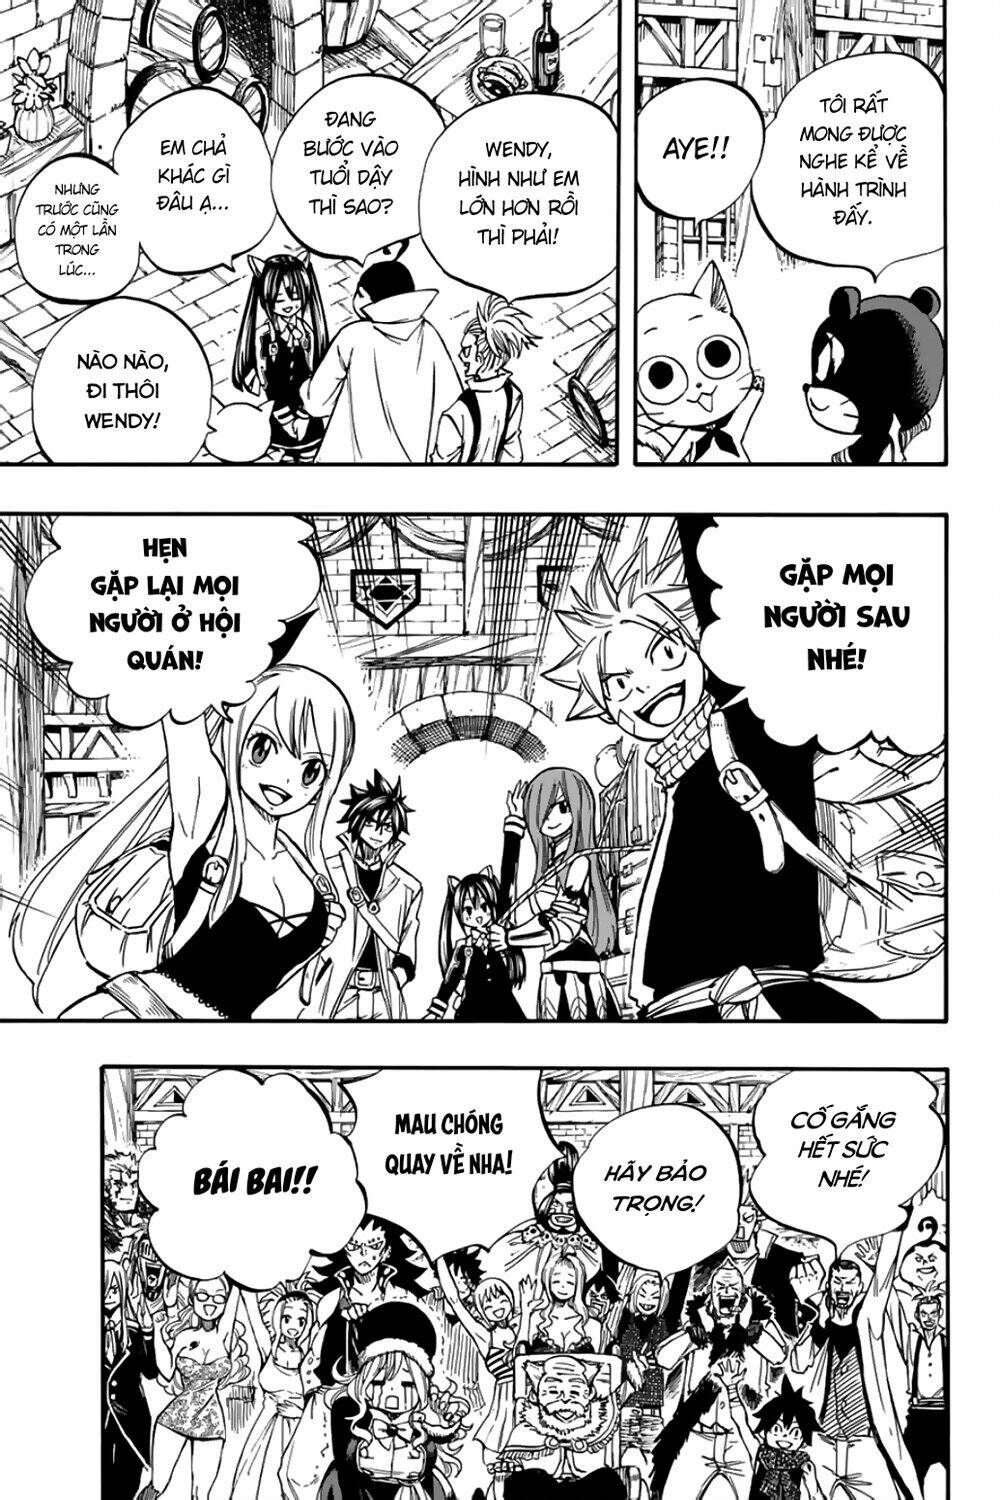 TÔI RẤT
MONG ĐƯỢC
NGHE KỂ VỀ
HÀNH TRÌNH
ĐẤY.
AYE!!
WENDY,
HÌNH NHƯ EM
LỚN HƠN RỒI
THÌ PHẢI!
ĐANG
BƯỚC VÀO
TUỔI DẬY
THÌ SAO?
EM CHẢ
KHÁC GÌ
ĐÂU Ạ...
NHƯNG
TRƯỚC CŨNG
CÓ MỘT LẦN
TRONG
LÚC...
NÀO NÀO,
ĐI THÔI
WENDY!
GẶP MỌI
NGƯỜI SAU
NHÉ!
HẸN
GẶP LẠI MỌI
NGƯỜI Ở HỘI
QUÁN!
CỐ GẮNG
HẾT SỨC
NHÉ!
HÃY BẢO
TRỌNG!
MAU CHÓNG
QUAY VỀ NHA!
BÁI BAI!!